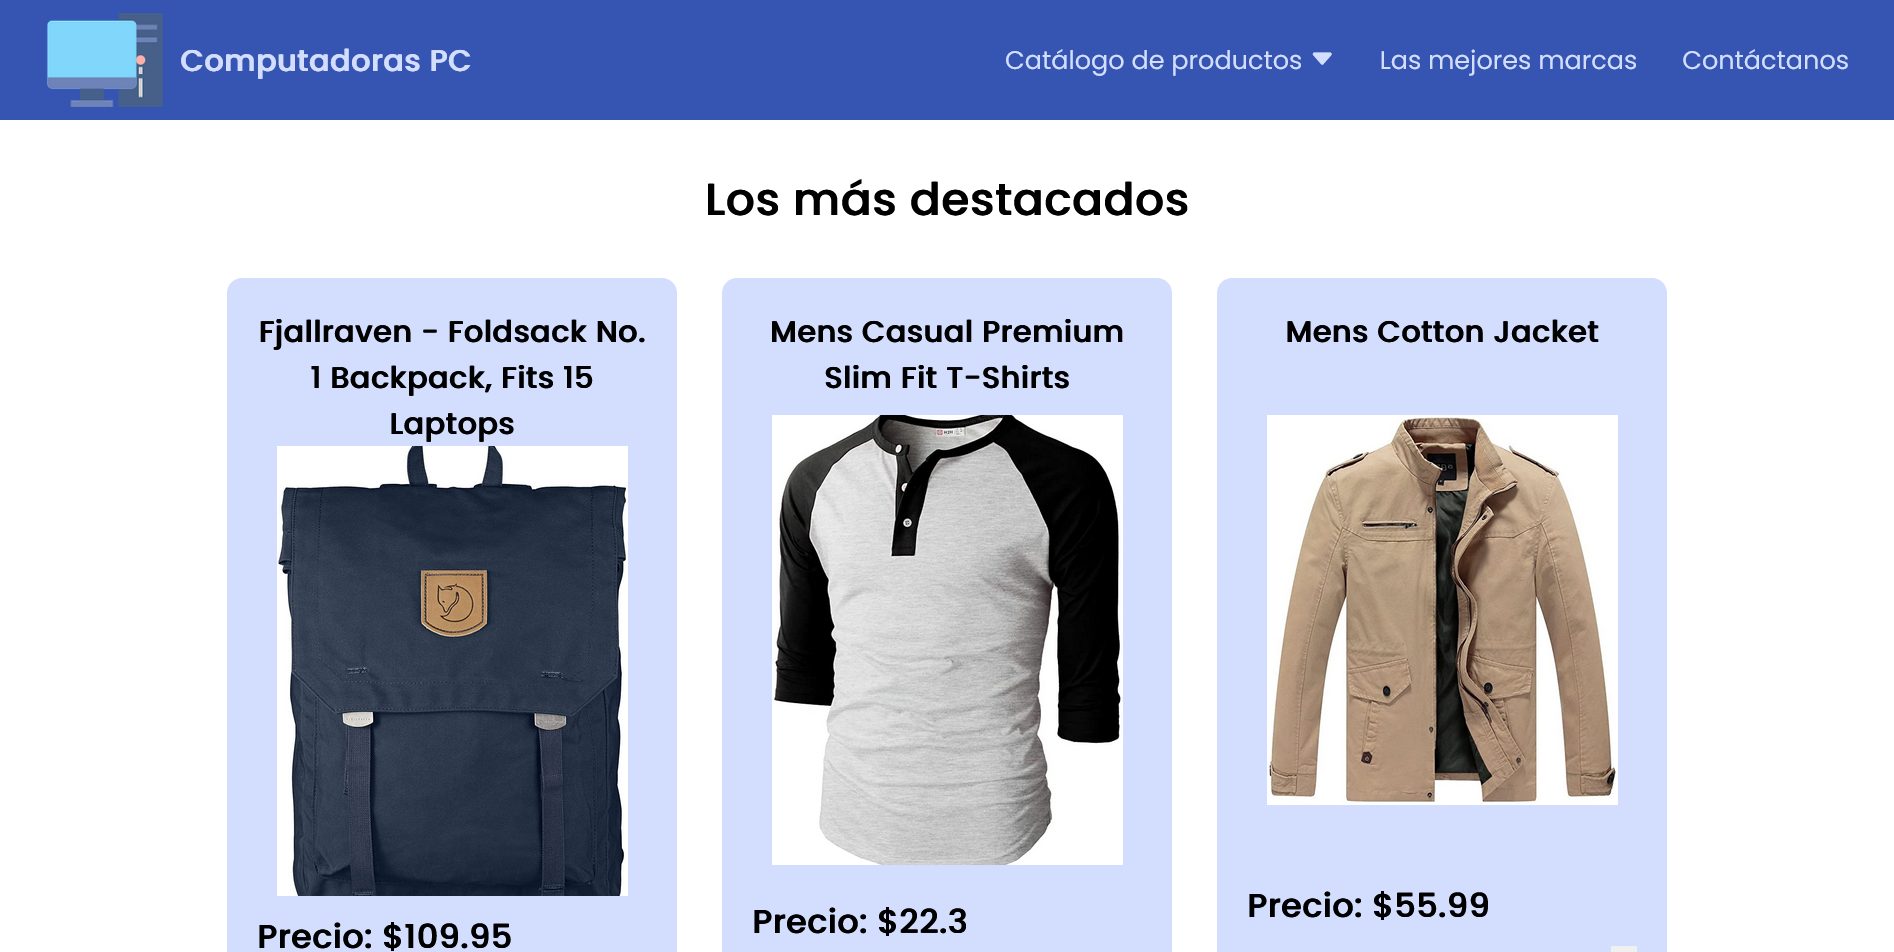 Computadoras PC
Catálogo de productos
Las mejores marcas
Contáctanos
Los más destacados
Fjallraven - Foldsack No.
1 Backpack, Fits 15
Laptops
Mens Casual Premium
Slim Fit T-Shirts
Mens Cotton Jacket
Precio: $109.95
Precio: $22.3
Precio: $55.99